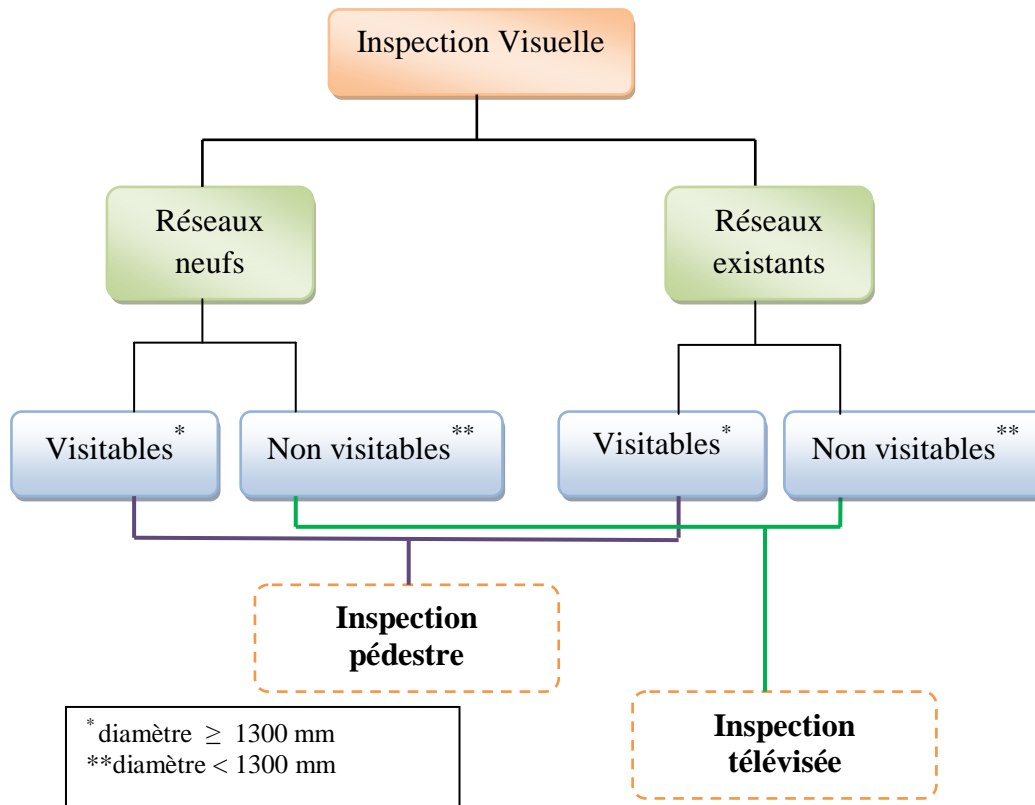 Inspection Visuelle
Réseaux
neufs
Réseaux
existants
Visitables*
Non visitables**
Visitables*
Non visitables**
Inspection
pédestre
Inspection
télévisée
* diamètre ≥ 1300 mm
**diamètre < 1300 mm